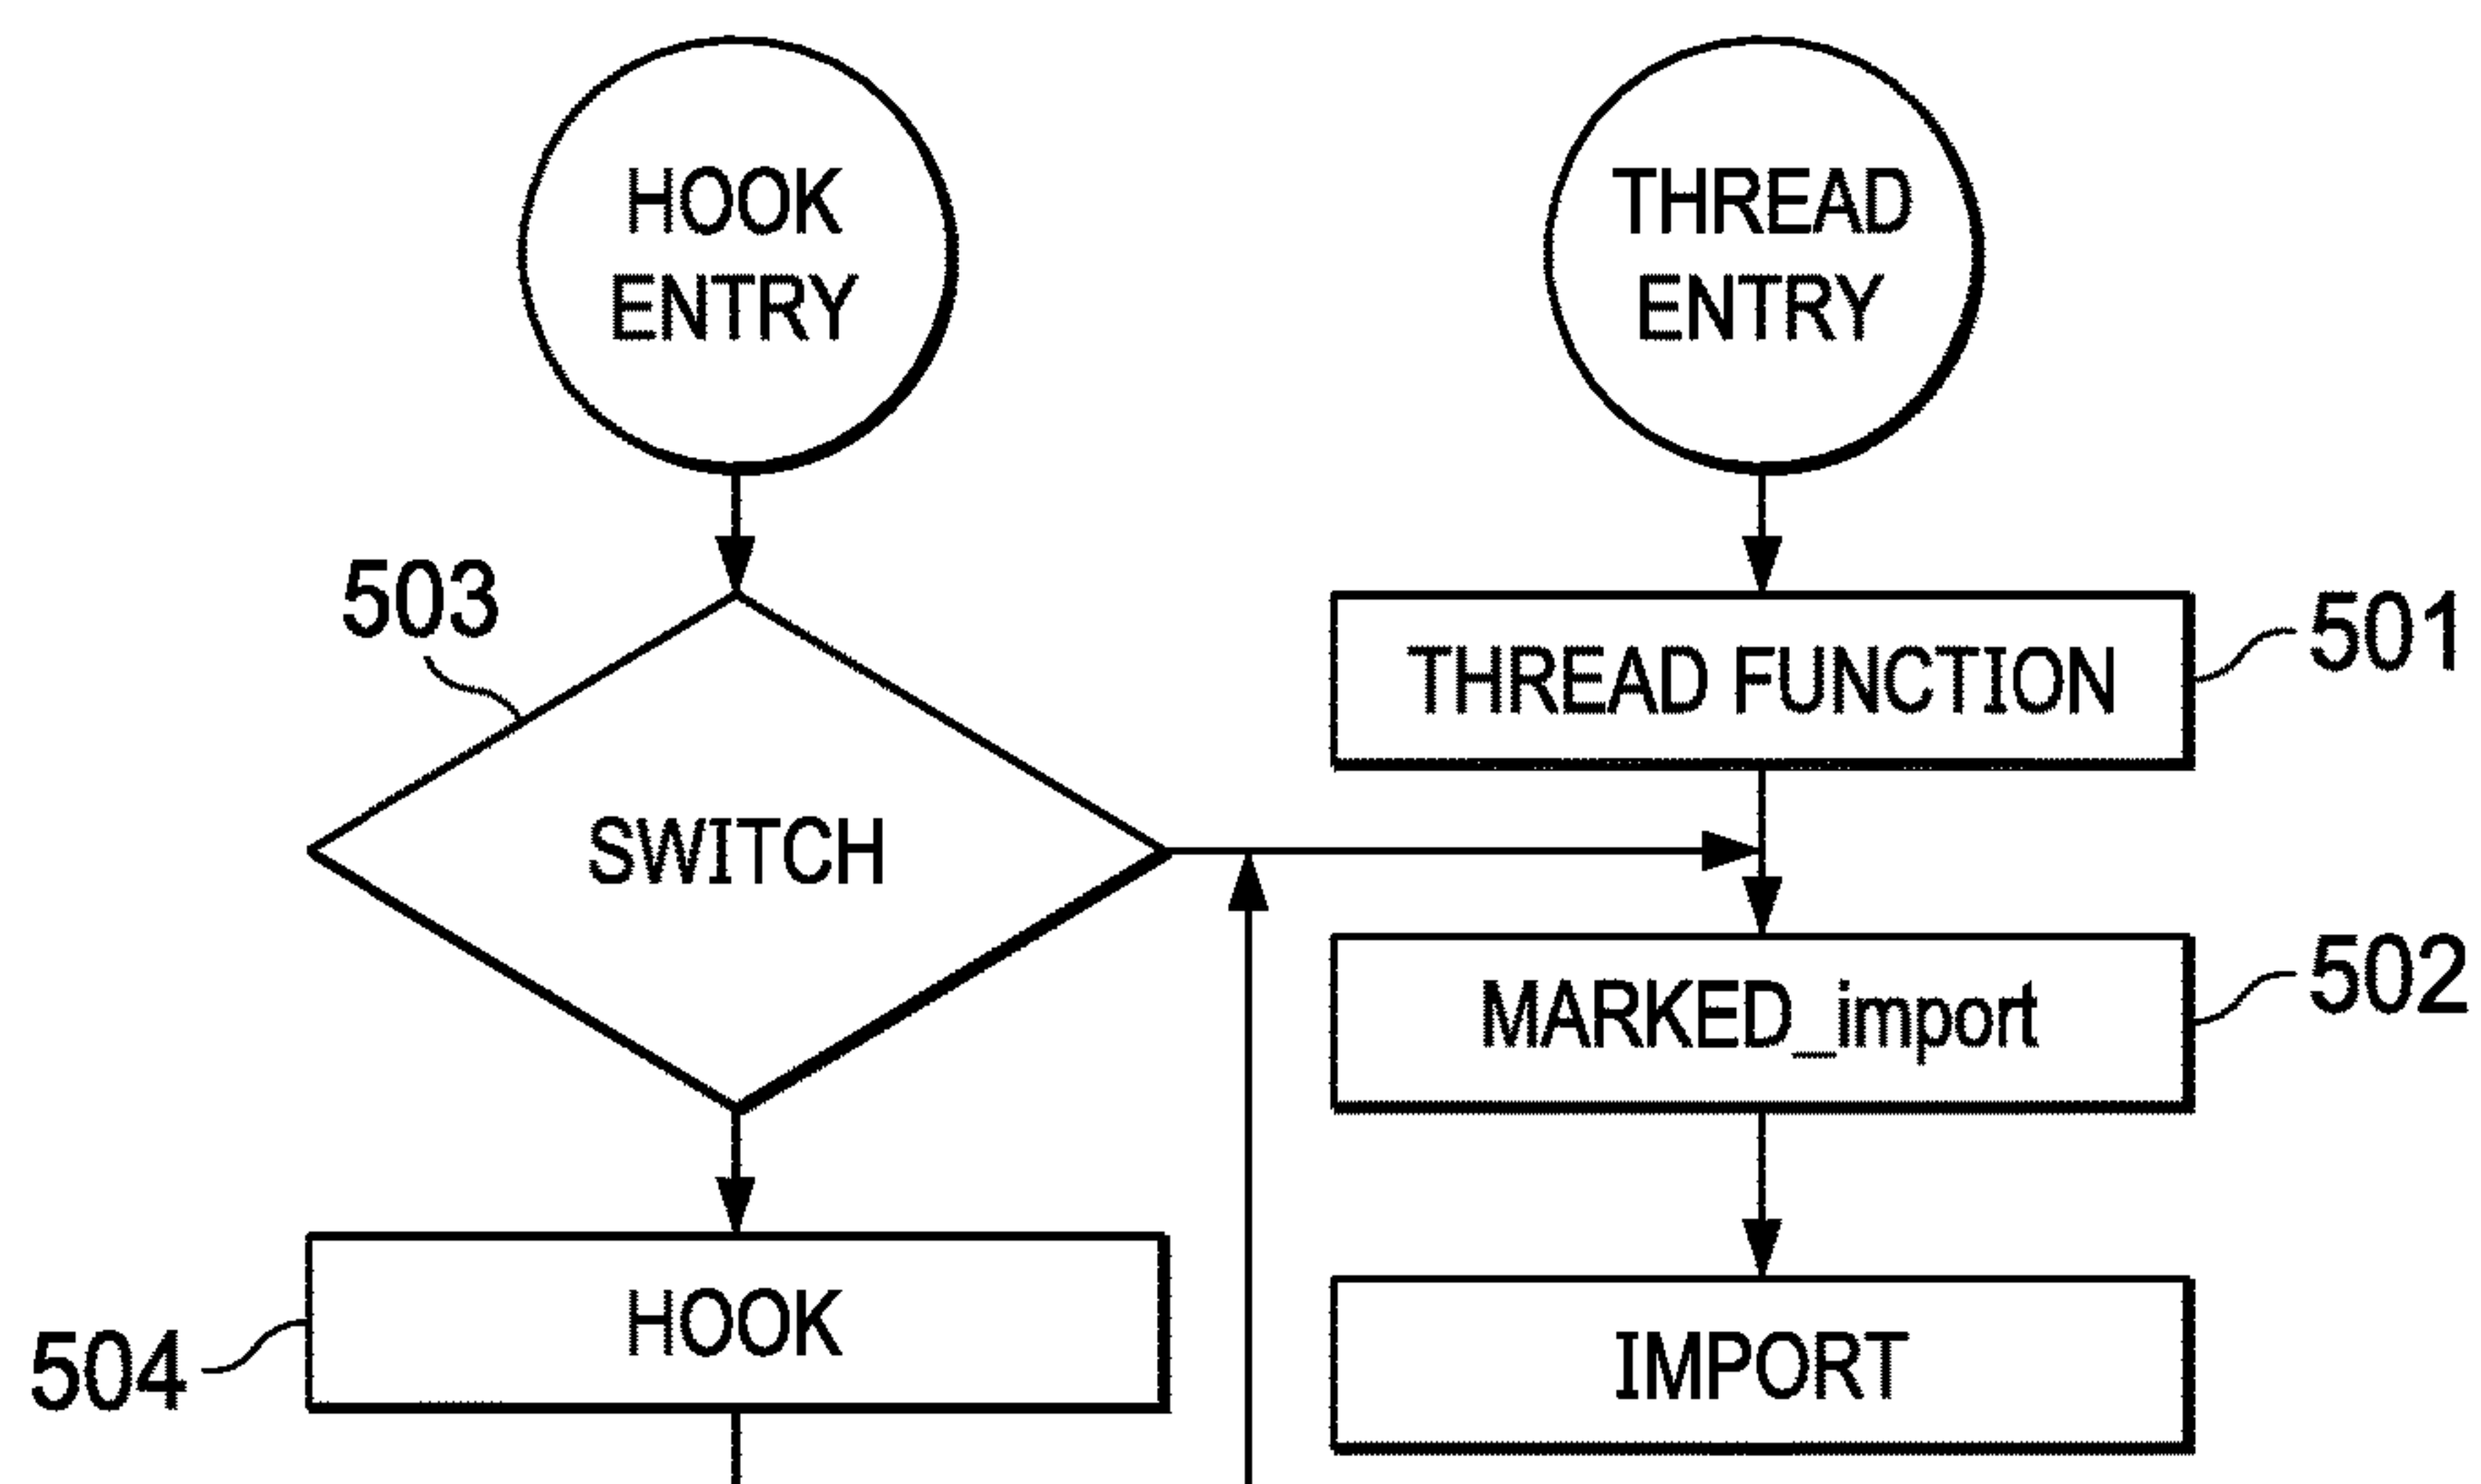 HOOK
ENTRY
THREAD
ENTRY
503
SWITCH
THREAD FUNCTION
501
MARKED_import
502
HOOK
504
IMPORT